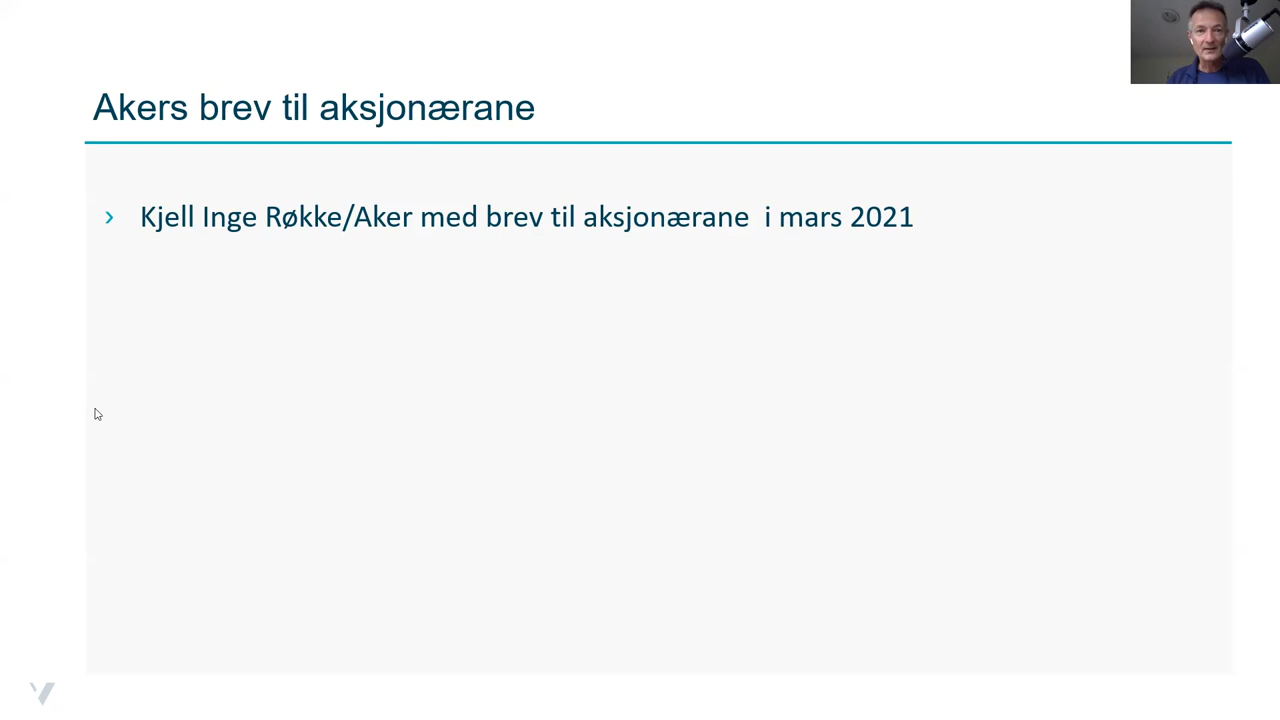 Akers brev til aksjonærane
› Kjell Inge Røkke/Aker med brev til aksjonærane i mars 2021